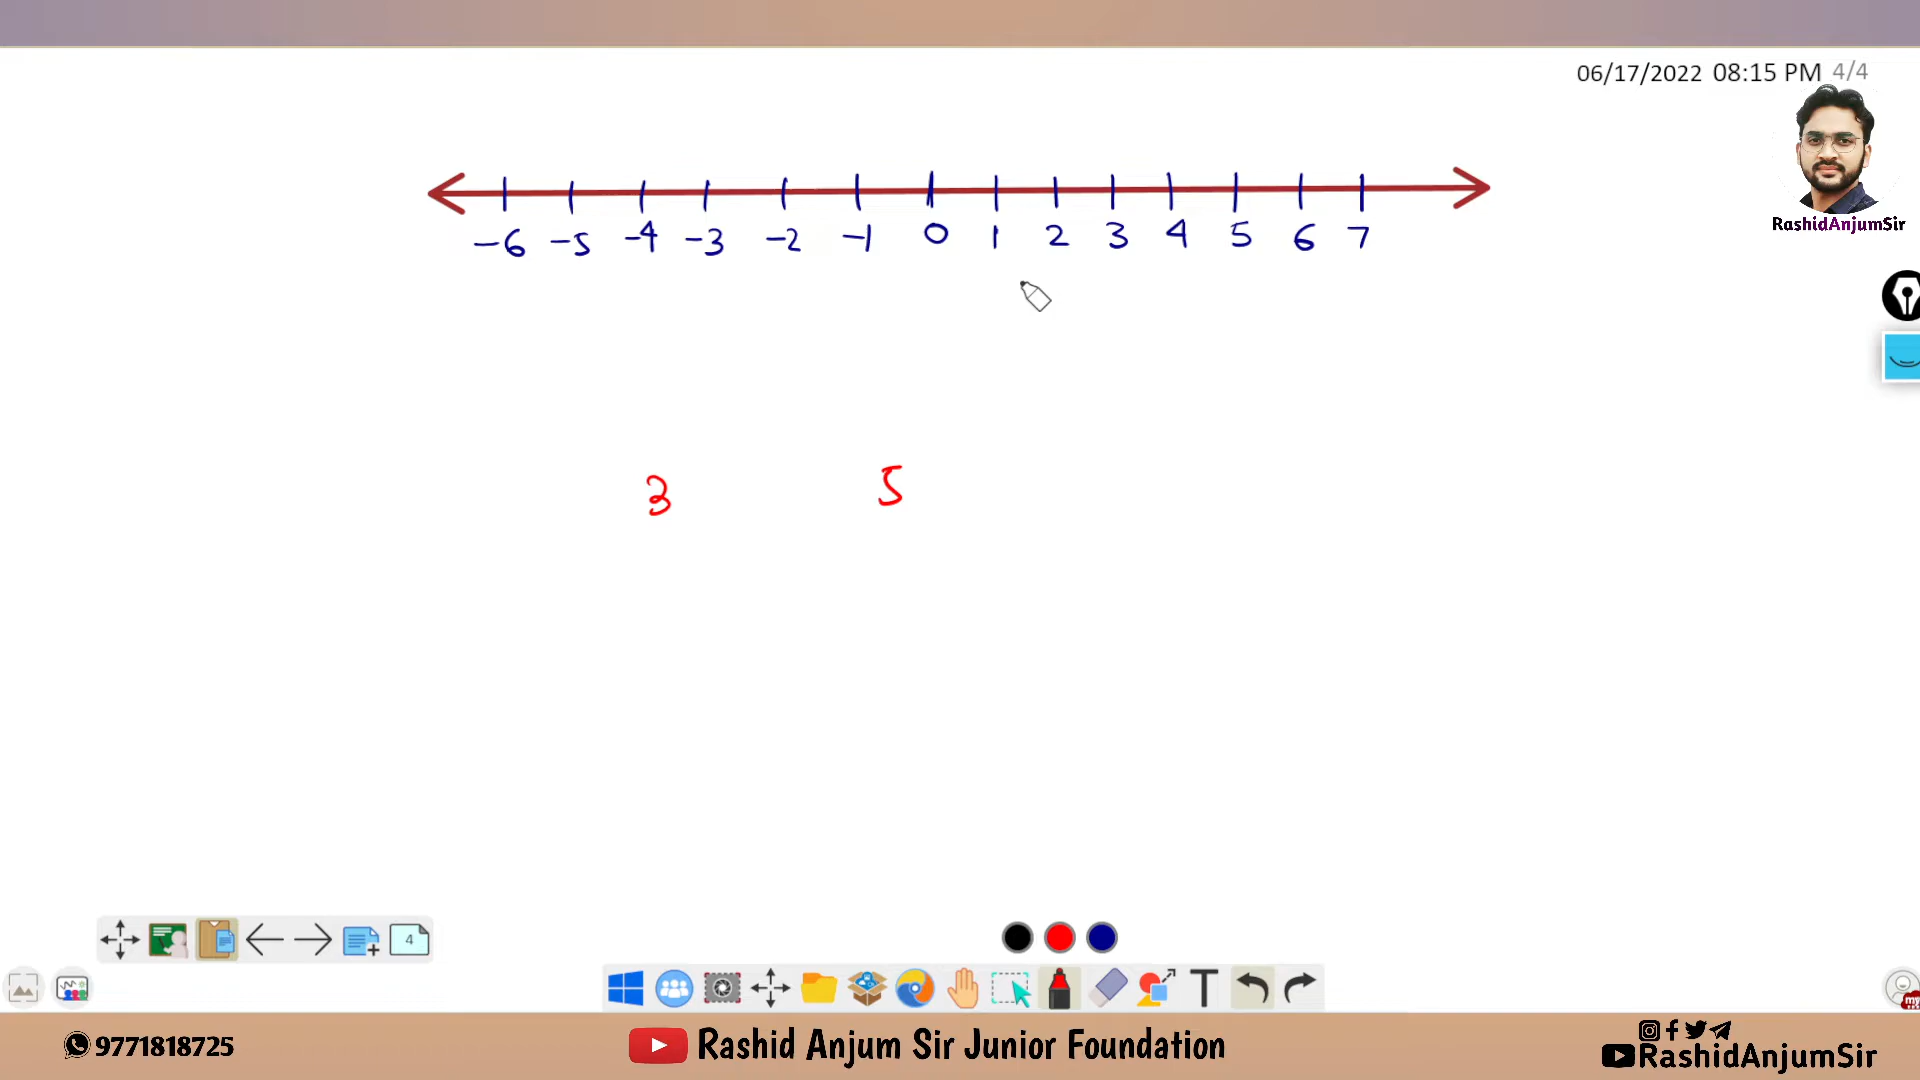 06/17/2022 08:15 PM 4/4
RashidAnjumSir
-6 -5 -4 -3 -2 -1 0 1 2 3 4 5 6 7
3 5
4
T
9771818725
Rashid Anjum Sir Junior Foundation
RashidAnjumSir